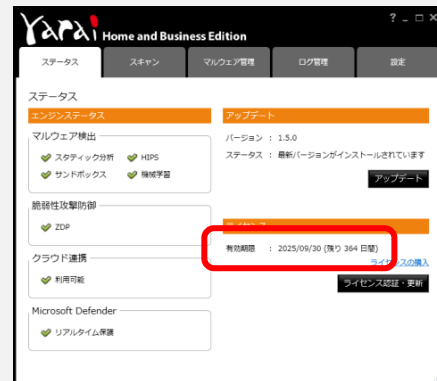 Yarai Home and Business Edition
? _ □ ×
ステータス スキャン マルウェア管理 ログ管理 設定
ステータス
エンジンステータス
マルウェア検出
スタティック分析 HIPS
サンドボックス 機械学習
脆弱性攻撃防御
ZDP
クラウド連携
利用可能
Microsoft Defender
リアルタイム保護
アップデート
バージョン : 1.5.0
ステータス : 最新バージョンがインストールされています
アップデート
ライセンス
有効期限 : 2025/09/30 (残り 364 日間)
ライセンスの購入
ライセンス認証・更新